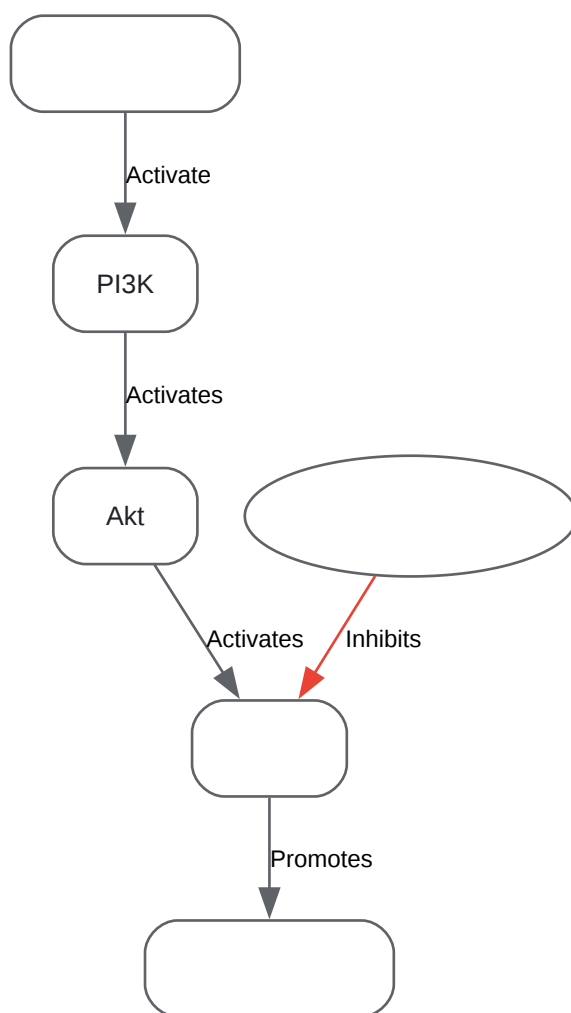 Activate
PI3K
Activates
Akt
Activates
Inhibits
Promotes